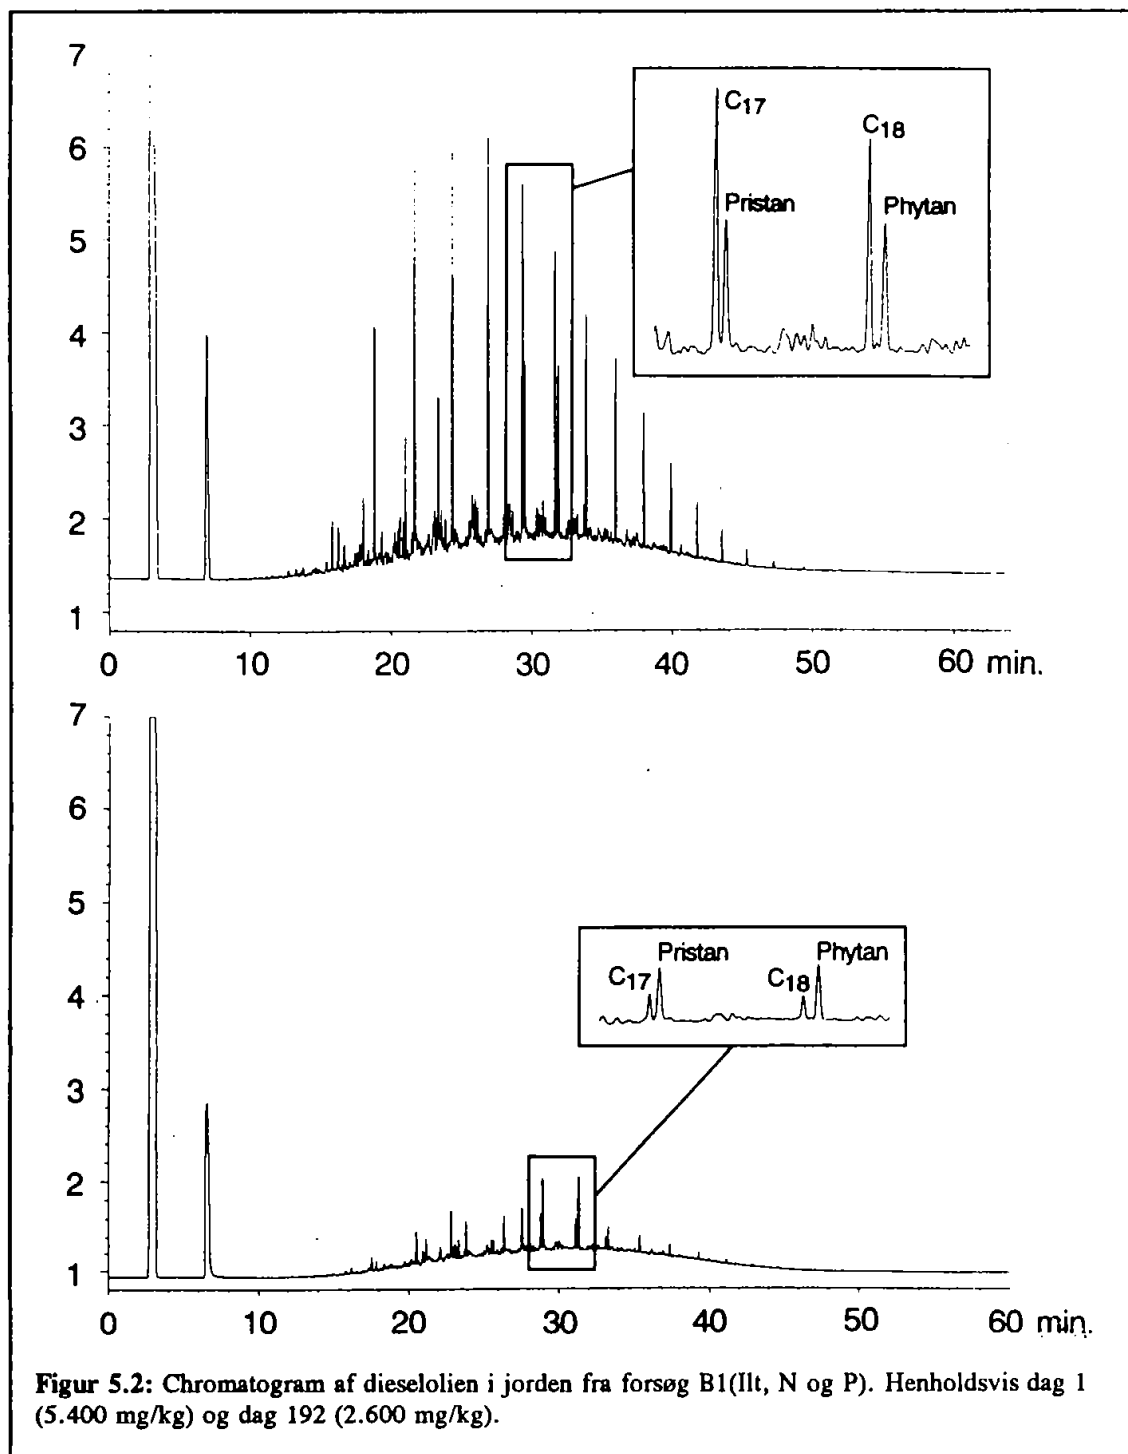 7
6
5
4
3
2
1
0 10 20 30 40 50 60 min.
C17
Pristan
C18
Phytan
7
6
5
4
3
2
1
0 10 20 30 40 50 60 min.
C17
Pristan
C18
Phytan
Figur 5.2: Chromatogram af dieselolien i jorden fra forsøg B1(Ilt, N og P). Henholdsvis dag 1
(5.400 mg/kg) og dag 192 (2.600 mg/kg).